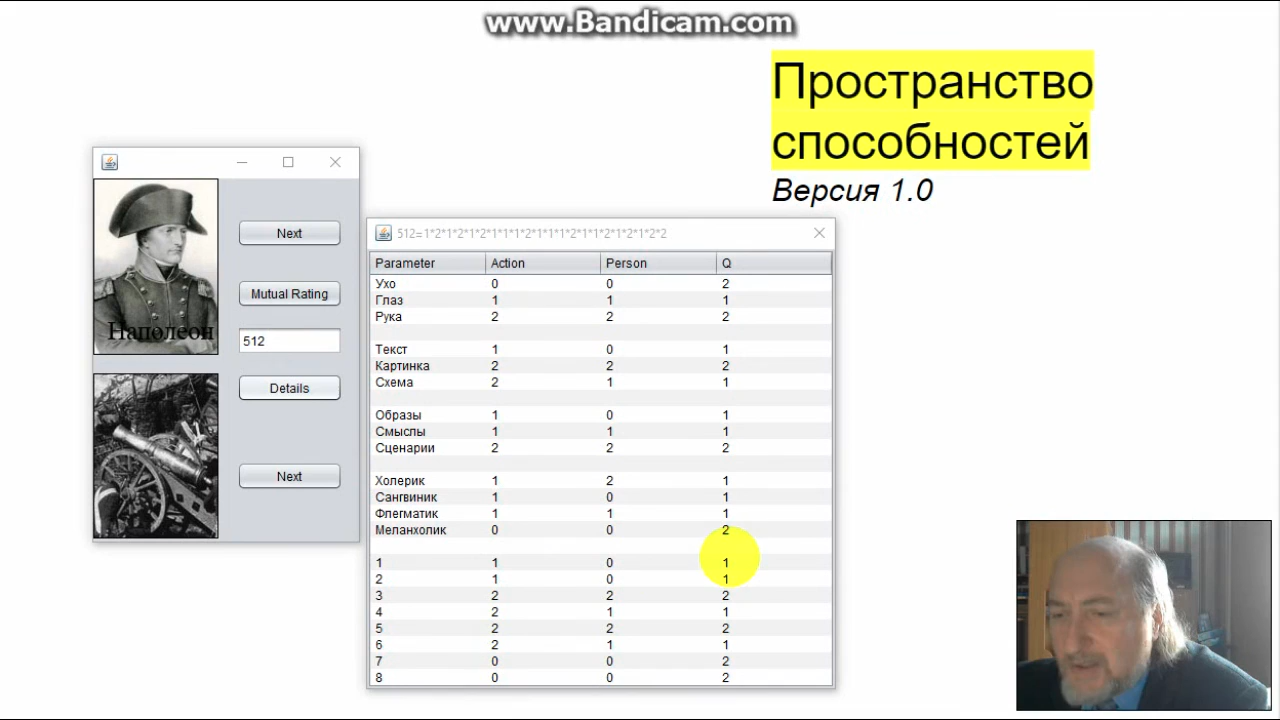 www.Bandicam.com
Пространство
способностей
Версия 1.0
Наполеон
Next
Mutual Rating
512
Details
Next
512=1*2*1*2*1*2*1*1*1*2*1*1*1*2*1*1*2*1*2*1*2*2
Parameter Action Person Q
Ухо 0 0 2
Глаз 1 1 1
Рука 2 2 2
Текст 1 0 1
Картинка 2 2 2
Схема 2 1 1
Образы 1 0 1
Смыслы 1 1 1
Сценарии 2 2 2
Холерик 1 2 1
Сангвиник 1 0 1
Флегматик 1 1 1
Меланхолик 0 0 2
1 1 0 1
2 1 0 1
3 2 2 2
4 2 1 1
5 2 2 2
6 2 1 1
7 0 0 2
8 0 0 2